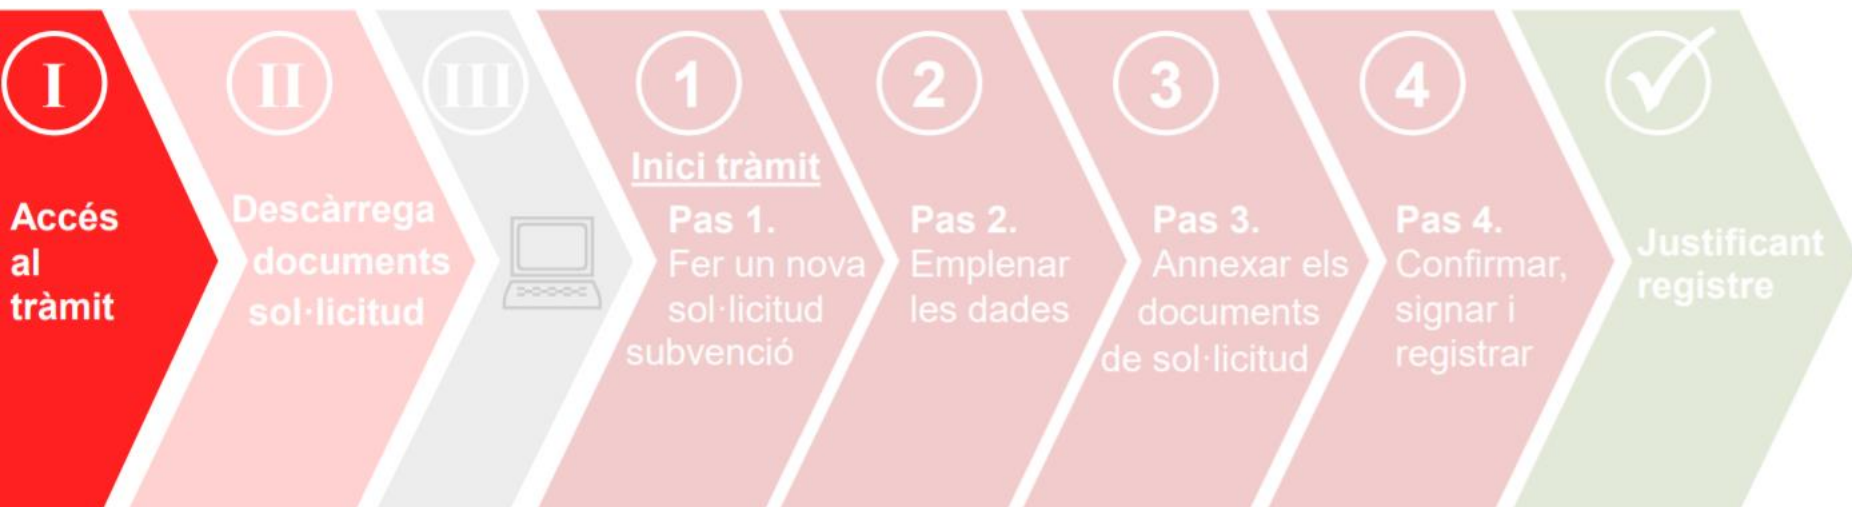 I
Accés
al
tràmit
II
Descàrrega
documents
sol·licitud
III
1
Inici tràmit
Pas 1.
Fer un nova
sol·licitud
subvenció
2
Pas 2.
Emplenar
les dades
3
Pas 3.
Annexar els
documents
de sol·licitud
4
Pas 4.
Confirmar,
signar i
registrar
Justificant
registre